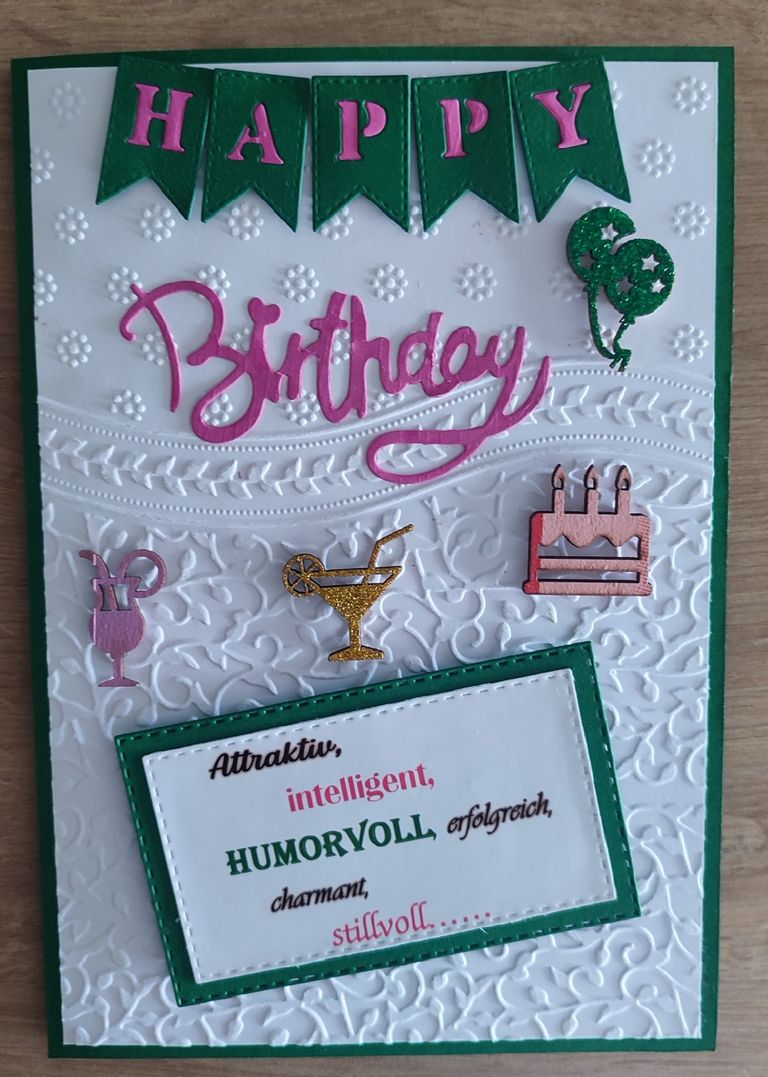 HAPPY
Birthday
Attraktiv,
intelligent,
HUMORVOLL, erfolgreich,
charmant,
stillvoll......